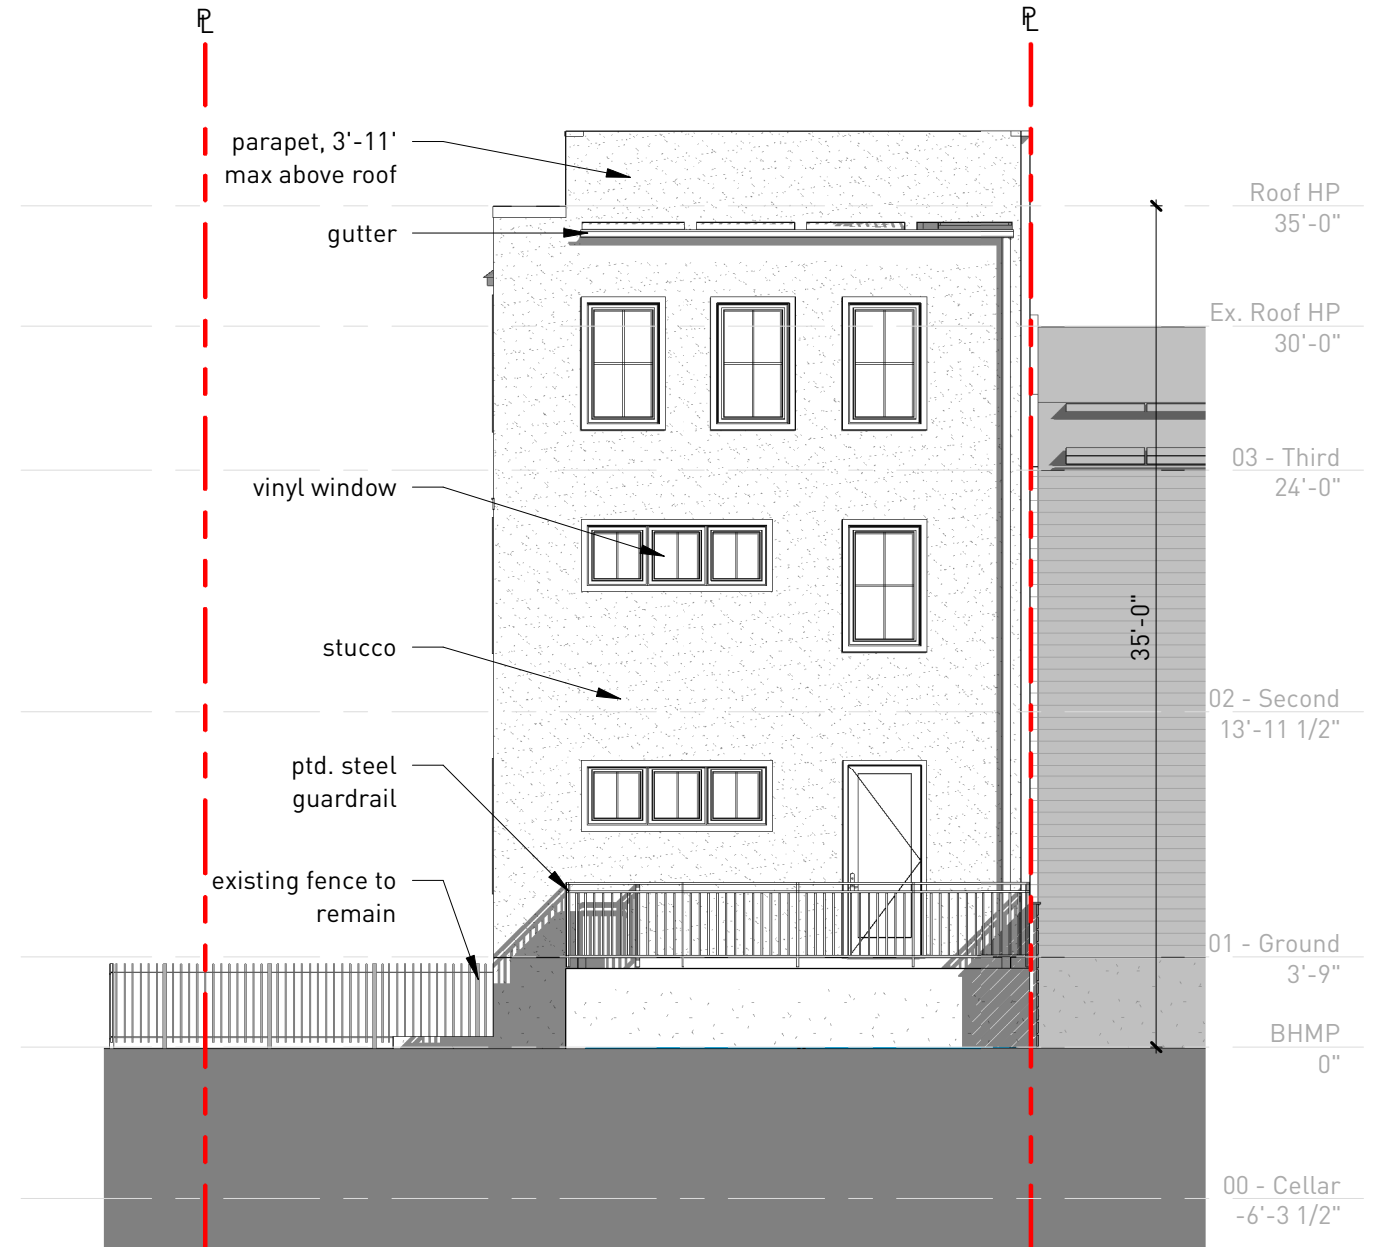 PL
PL
parapet, 3'-11'
max above roof
gutter
vinyl window
stucco
ptd. steel
guardrail
existing fence to
remain
35'-0"
Roof HP
35'-0"
Ex. Roof HP
30'-0"
03 - Third
24'-0"
02 - Second
13'-11 1/2"
01 - Ground
3'-9"
BHMP
0"
00 - Cellar
-6'-3 1/2"